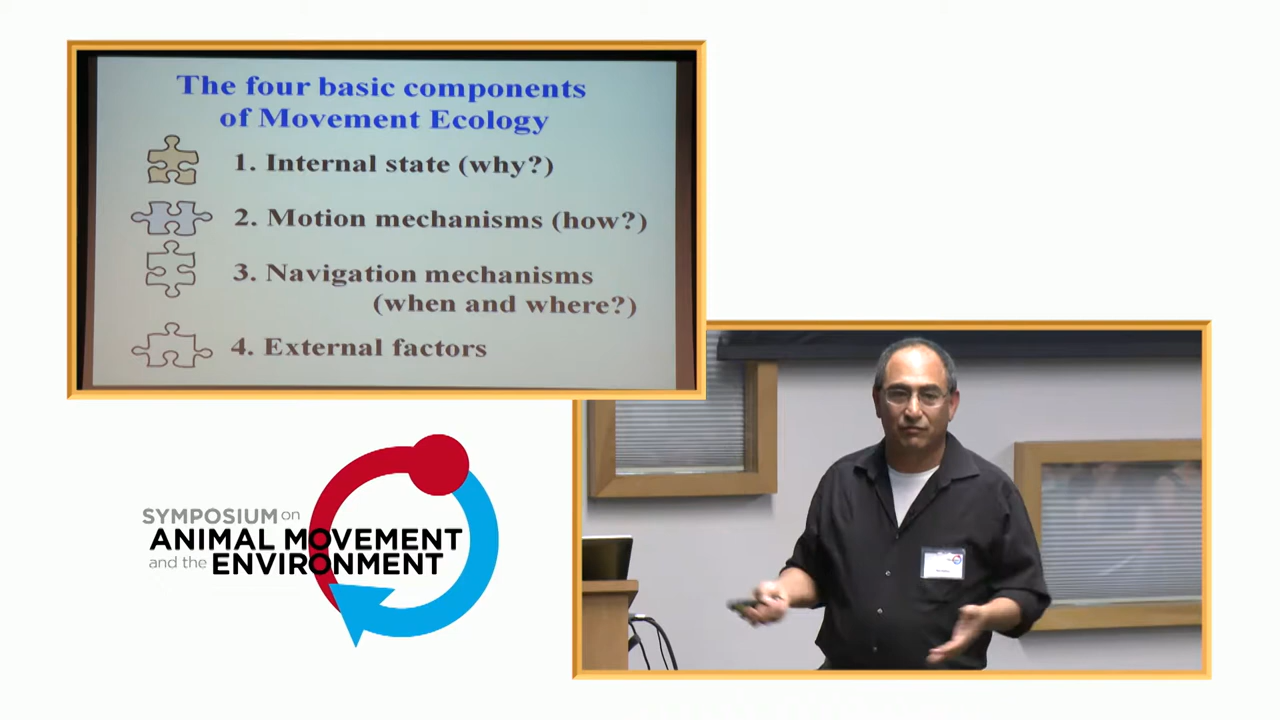 The four basic components
of Movement Ecology
1. Internal state (why?)
2. Motion mechanisms (how?)
3. Navigation mechanisms
(when and where?)
4. External factors
SYMPOSIUM on
ANIMAL MOVEMENT
and the ENVIRONMENT